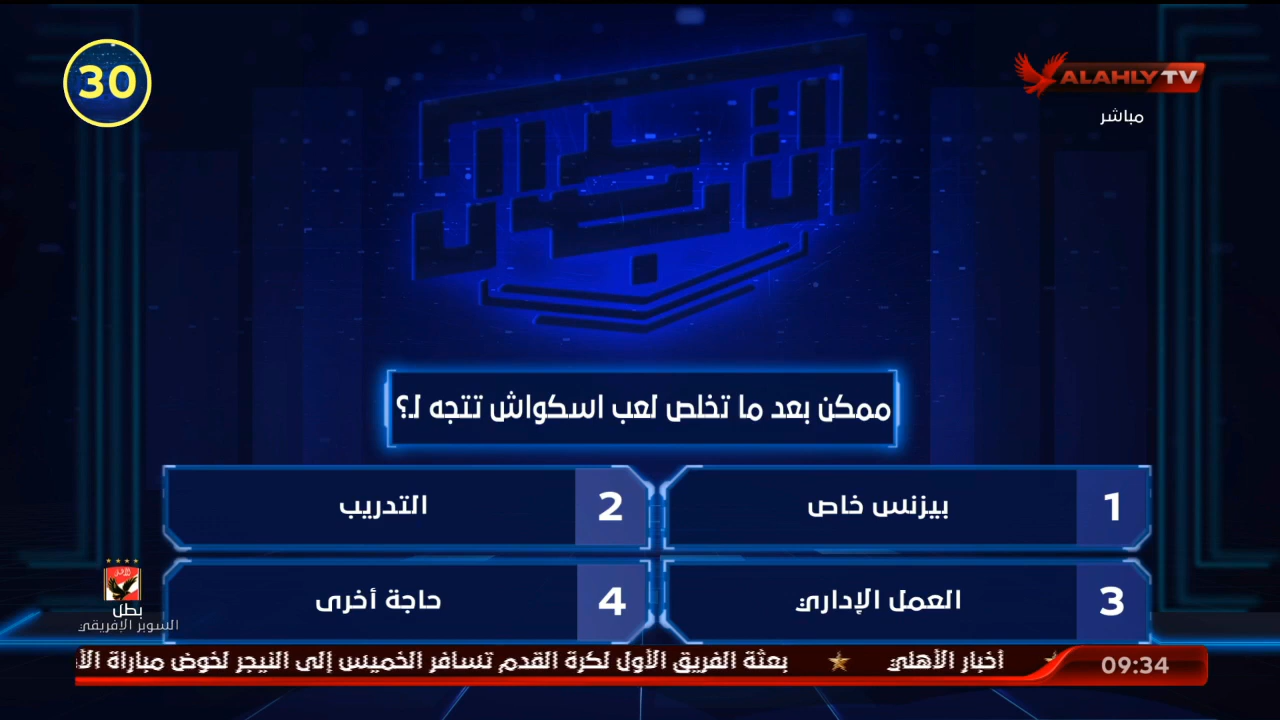 30
ALAHLY TV
مباشر
ممكن بعد ما تخلص لعب اسكواش تتجه لـ؟
1 بيزنس خاص
2 التدريب
3 العمل الإداري
4 حاجة أخرى
بطل
السوبر الإفريقي
أخبار الأهلي ★ بعثة الفريق الأول لكرة القدم تسافر الخميس إلى النيجر لخوض مباراة
09:34